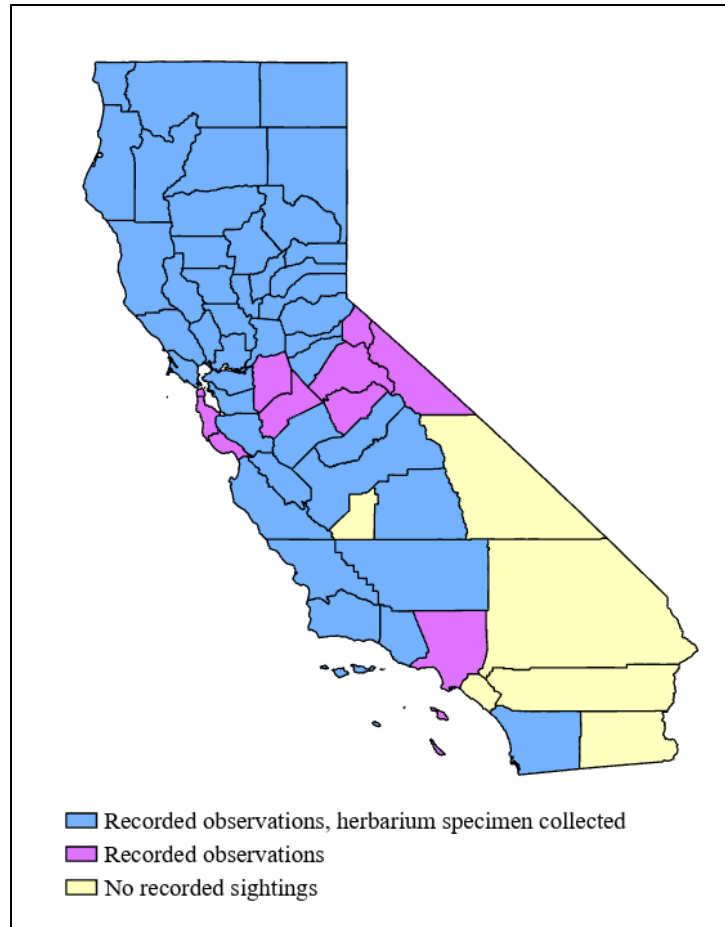 Recorded observations, herbarium specimen collected
Recorded observations
No recorded sightings